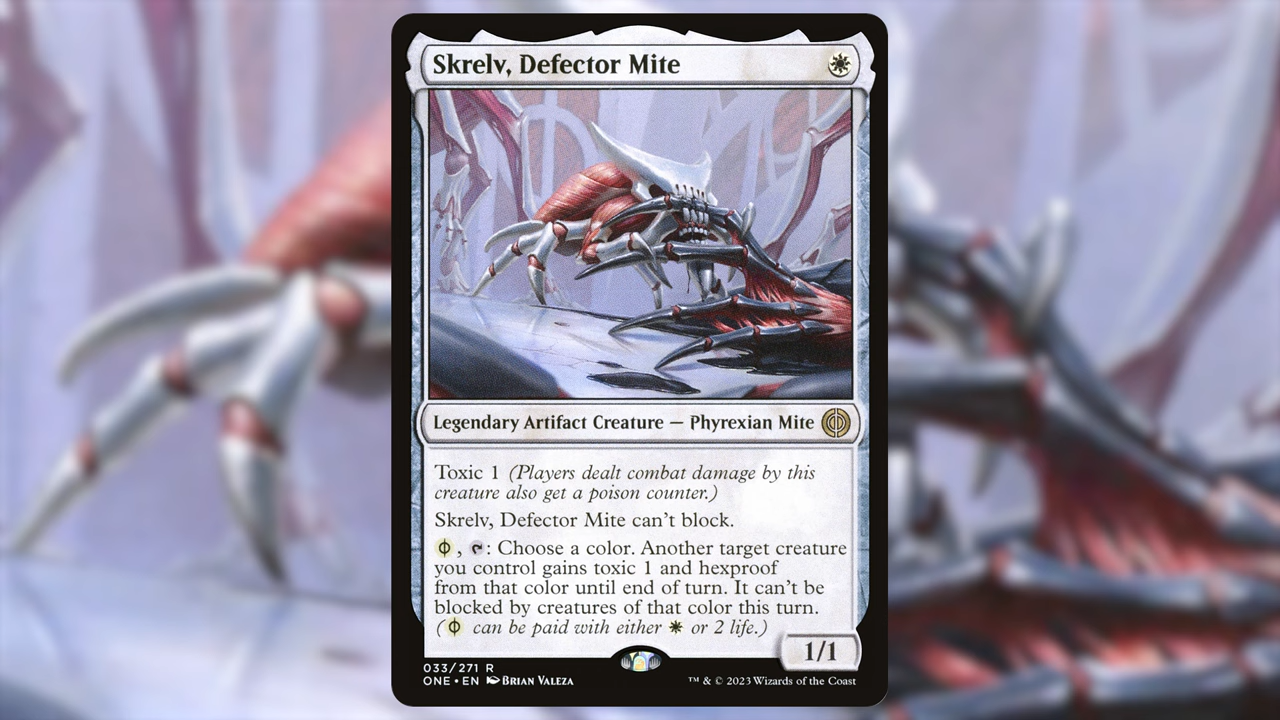 Skrelv, Defector Mite
Legendary Artifact Creature — Phyrexian Mite
Toxic 1 (Players dealt combat damage by this
creature also get a poison counter.)
Skrelv, Defector Mite can't block.
, : Choose a color. Another target creature
you control gains toxic 1 and hexproof
from that color until end of turn. It can't be
blocked by creatures of that color this turn.
( can be paid with either or 2 life.)
1/1
033/271 R
ONE • EN BRIAN VALEZA
™ & © 2023 Wizards of the Coast